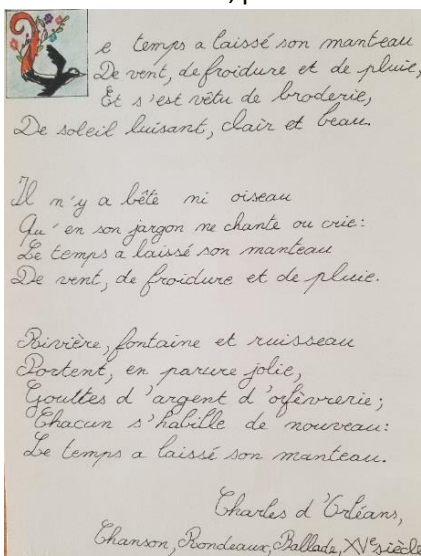 Le temps a laissé son manteau
De vent, de froidure et de pluie,
Et s'est vêtu de broderie,
De soleil luisant, clair et beau.
Il n'y a bête ni oiseau
Qu'en son jargon ne chante ou crie:
Le temps a laissé son manteau
De vent, de froidure et de pluie.
Rivière, fontaine et ruisseau
Portent, en parure jolie,
Gouttes d'argent d'orfèvrerie;
Chacun s'habille de nouveau:
Le temps a laissé son manteau.
Charles d'Orléans,
Chanson, Rondeaux, Ballade, XVe siècle